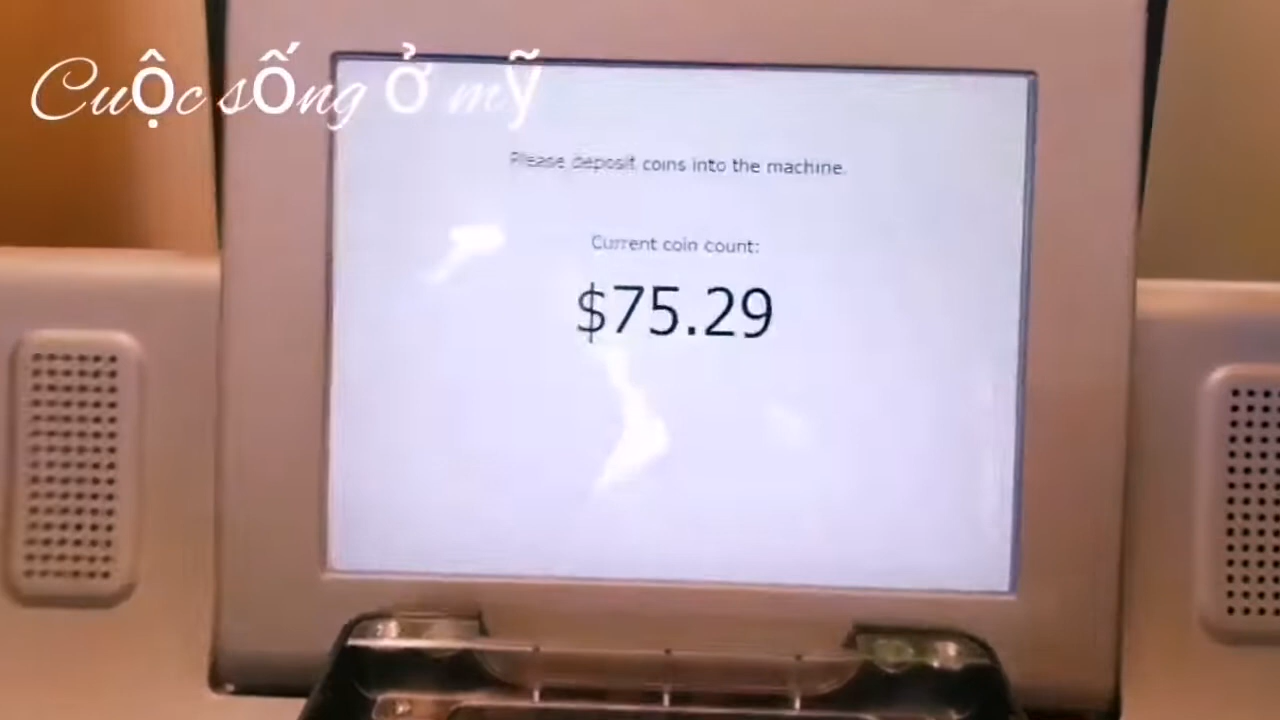 Cuộc sống ở mỹ
Please deposit coins into the machine.
Current coin count:
$75.29